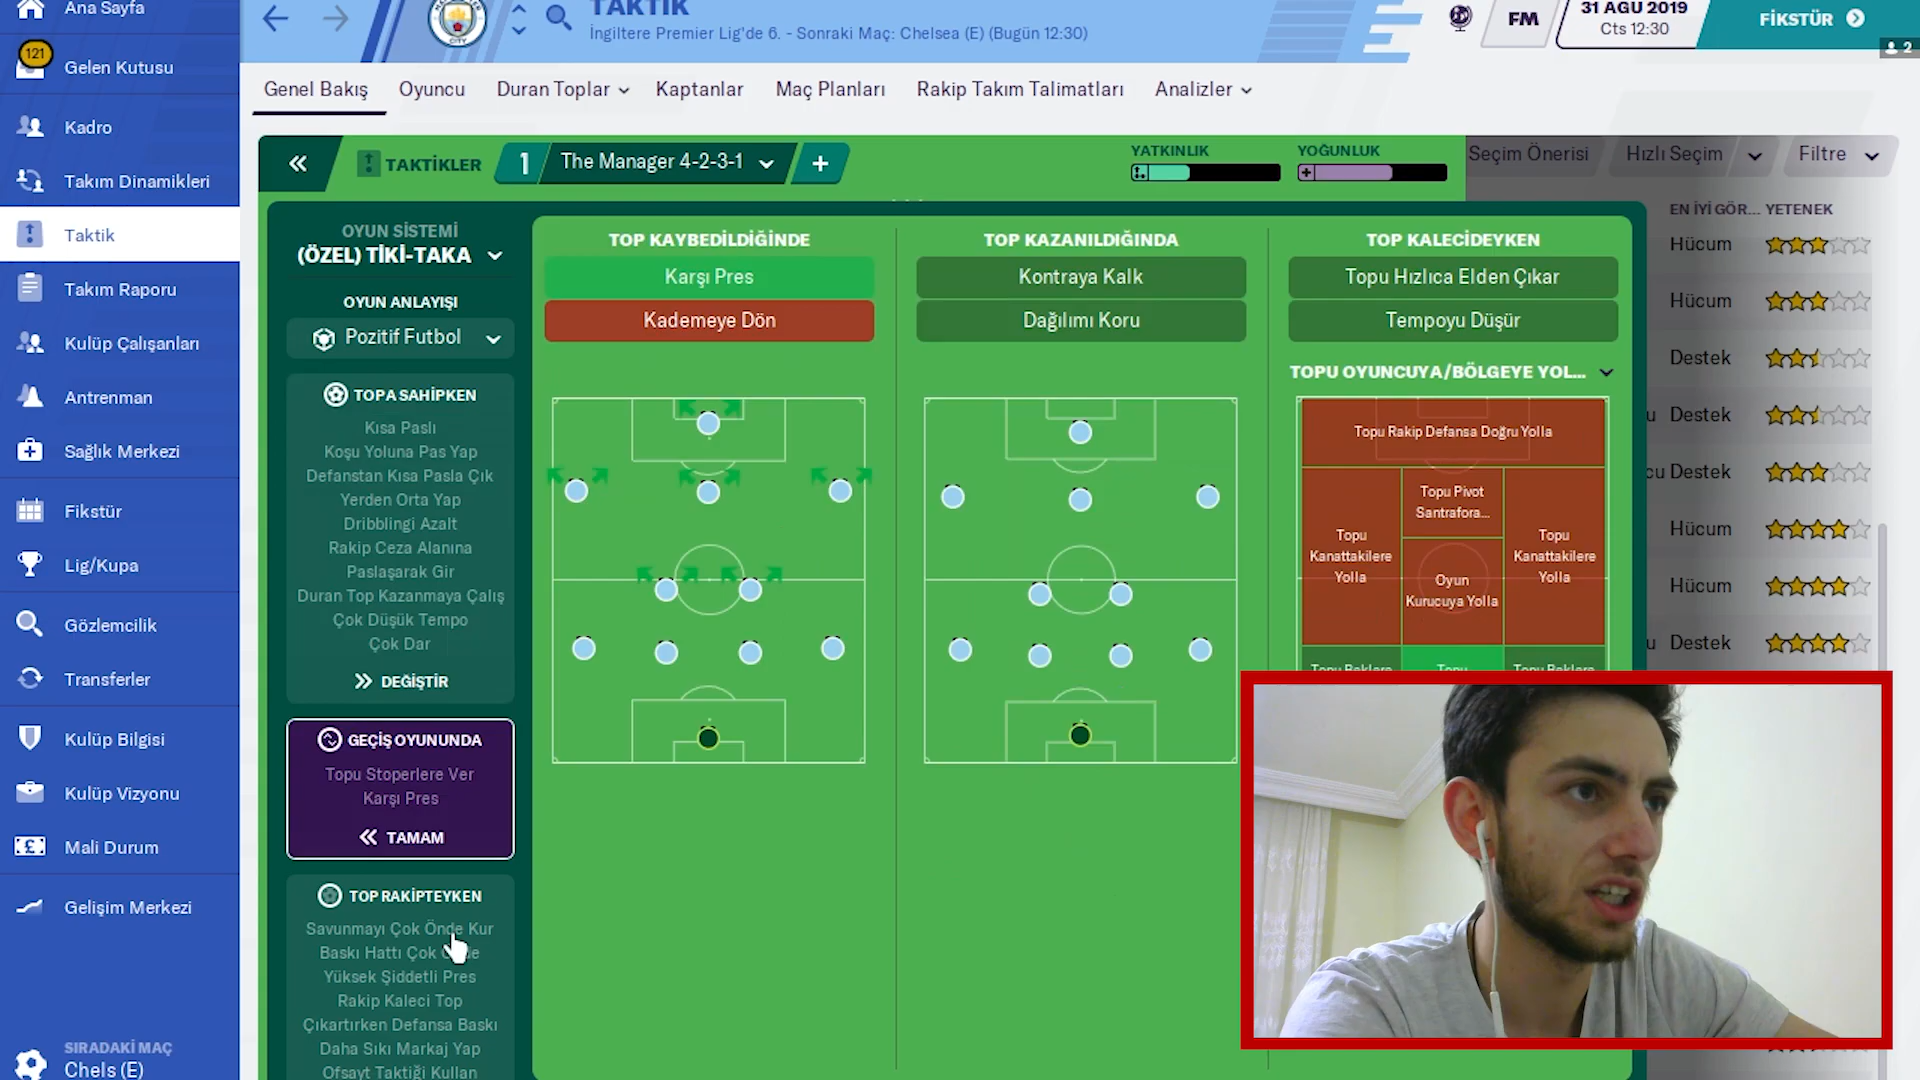 Ana Sayfa
121
Gelen Kutusu
Kadro
Takım Dinamikleri
Taktik
Takım Raporu
Kulüp Çalışanları
Antrenman
Sağlık Merkezi
Fikstür
Lig/Kupa
Gözlemcilik
Transferler
Kulüp Bilgisi
Kulüp Vizyonu
Mali Durum
Gelişim Merkezi
SIRADAKİ MAÇ
Chels (E)
CITY
TAKTİK
İngiltere Premier Lig'de 6. - Sonraki Maç: Chelsea (E) (Bugün 12:30)
FM
31 AĞU 2019
Cts 12:30
FİKSTÜR
2
Genel Bakış
Oyuncu
Duran Toplar
Kaptanlar
Maç Planları
Rakip Takım Talimatları
Analizler
TAKTİKLER
1
The Manager 4-2-3-1
+
YATKINLIK
YOĞUNLUK
Seçim Önerisi
Hızlı Seçim
Filtre
OYUN SİSTEMİ
(ÖZEL) TİKİ-TAKA
OYUN ANLAYIŞI
Pozitif Futbol
TOPA SAHİPKEN
Kısa Paslı
Koşu Yoluna Pas Yap
Defanstan Kısa Pasla Çık
Yerden Orta Yap
Dribblingi Azalt
Rakip Ceza Alanına
Paslaşarak Gir
Duran Top Kazanmaya Çalış
Çok Düşük Tempo
Çok Dar
DEĞİŞTİR
GEÇİŞ OYUNUNDA
Topu Stoperlere Ver
Karşı Pres
TAMAM
TOP RAKİPTEYKEN
Savunmayı Çok Önde Kur
Baskı Hattı Çok
Yüksek Şiddetli Pres
Rakip Kaleci Top
Çıkartırken Defansa Baskı
Daha Sıkı Markaj Yap
Ofsayt Taktiği Kullan
TOP KAYBEDİLDİĞİNDE
Karşı Pres
Kademeye Dön
TOP KAZANILDIĞINDA
Kontraya Kalk
Dağılımı Koru
TOP KALECİDEYKEN
Topu Hızlıca Elden Çıkar
Tempoyu Düşür
TOPU OYUNCUYA/BÖLGEYE YOL...
Topu Rakip Defansa Doğru Yolla
Topu Pivot
Santrafora...
Topu
Kanattakilere
Yolla
Oyun
Kurucuya Yolla
Topu
Kanattakilere
Yolla
Topu Beklere
Topu
Topu Beklere
EN İYİ GÖR... YETENEK
Hücum
Hücum
Destek
Destek
Destek
Hücum
Hücum
Destek